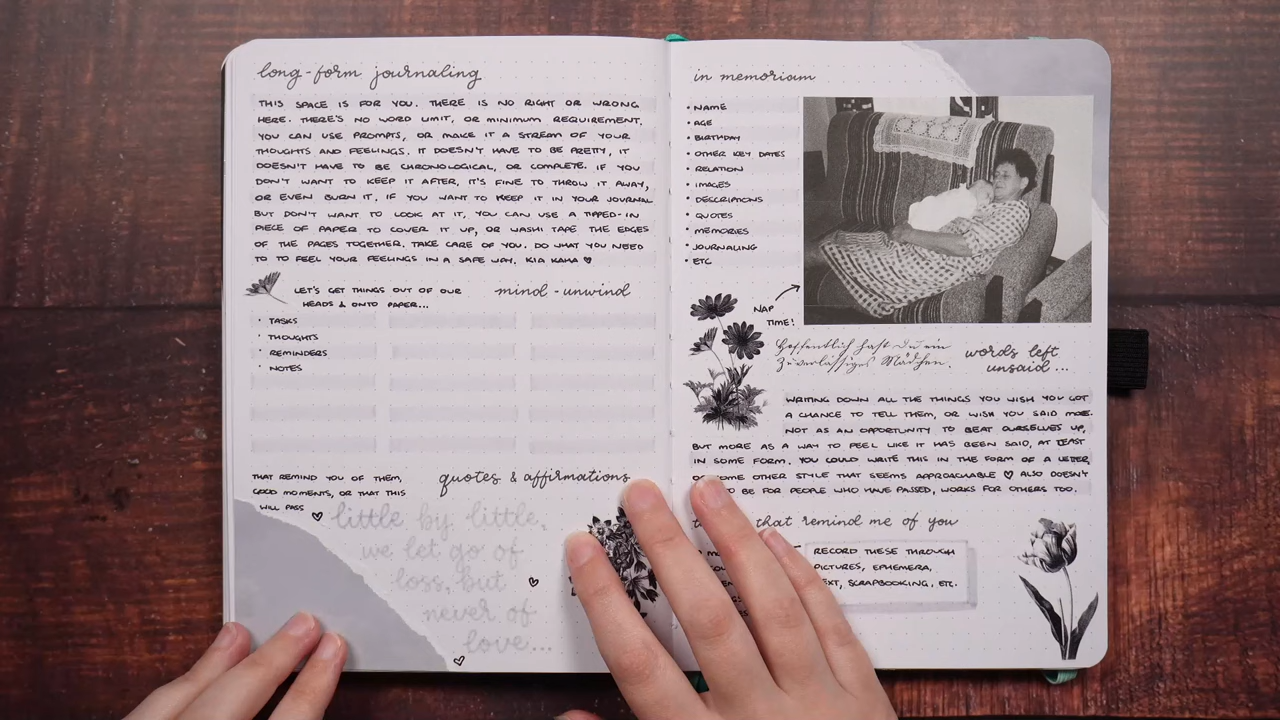 long-form journaling
THIS SPACE IS FOR YOU. THERE IS NO RIGHT OR WRONG
HERE. THERE'S NO WORD LIMIT, OR MINIMUM REQUIREMENT,
YOU CAN USE PROMPTS, OR MAKE IT A STREAM OF YOUR
THOUGHTS AND FEELINGS. IT DOESN'T HAVE TO BE PRETTY, IT
DOESN'T HAVE TO BE CHRONOLOGICAL, OR COMPLETE. IF YOU
DON'T WANT TO KEEP IT AFTER, IT'S FINE TO THROW IT AWAY,
OR EVEN BURN IT. IF YOU WANT TO KEEP IT IN YOUR JOURNAL
BUT DON'T WANT TO LOOK AT IT, YOU CAN USE A TIPPED-IN
PIECE OF PAPER TO COVER IT UP, OR WASHI TAPE THE EDGES
OF THE PAGES TOGETHER. TAKE CARE OF YOU. DO WHAT YOU NEED
TO TO FEEL YOUR FEELINGS IN A SAFE WAY. KIA KAHA ♡
LET'S GET THINGS OUT OF OUR
HEADS & ONTO PAPER...
mind-unwind
• TASKS
• THOUGHTS
• REMINDERS
• NOTES
THAT REMIND YOU OF THEM,
GOOD MOMENTS, OR THAT THIS
WILL PASS
quotes & affirmations
little by little,
we let go of
loss, but
never of
love...
in memoriam
• NAME
• AGE
• BIRTHDAY
• OTHER KEY DATES
• RELATION
• IMAGES
• DESCRIPTIONS
• QUOTES
• MEMORIES
• JOURNALING
• ETC
NAP
TIME!
Hoffentlich hast Du ein
Zuverlässiges Mädchen.
words left
unsaid...
WRITING DOWN ALL THE THINGS YOU WISH YOU GOT
A CHANCE TO TELL THEM, OR WISH YOU SAID MORE.
NOT AS AN OPPORTUNITY TO BEAT OURSELVES UP,
BUT MORE AS A WAY TO FEEL LIKE IT HAS BEEN SAID, AT LEAST
IN SOME FORM. YOU COULD WRITE THIS IN THE FORM OF A LETTER,
SOME OTHER STYLE THAT SEEMS APPROACHABLE ♡ ALSO DOESN'T
BE FOR PEOPLE WHO HAVE PASSED, WORKS FOR OTHERS TOO.
that remind me of you
RECORD THESE THROUGH
PICTURES, EPHEMERA,
SCRAPBOOKING, ETC.